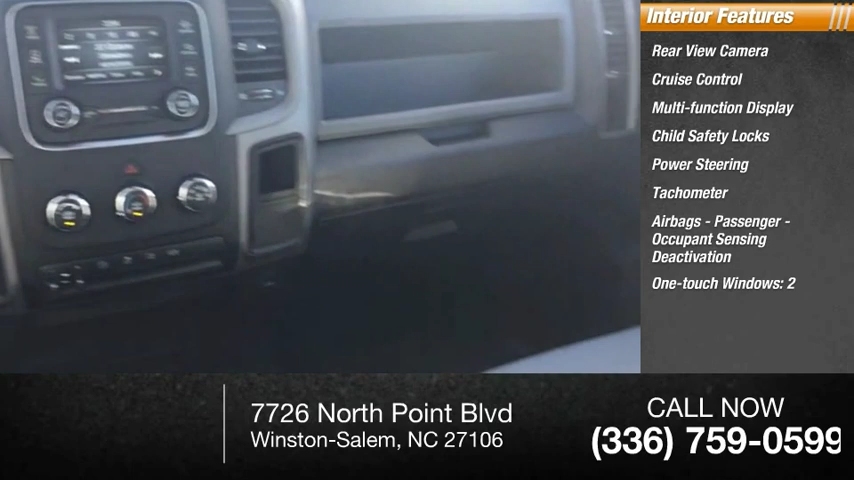 Interior Features
Rear View Camera
Cruise Control
Multi-function Display
Child Safety Locks
Power Steering
Tachometer
Airbags - Passenger -
Occupant Sensing
Deactivation
One-touch Windows: 2
7726 North Point Blvd
Winston-Salem, NC 27106
CALL NOW
(336) 759-0599